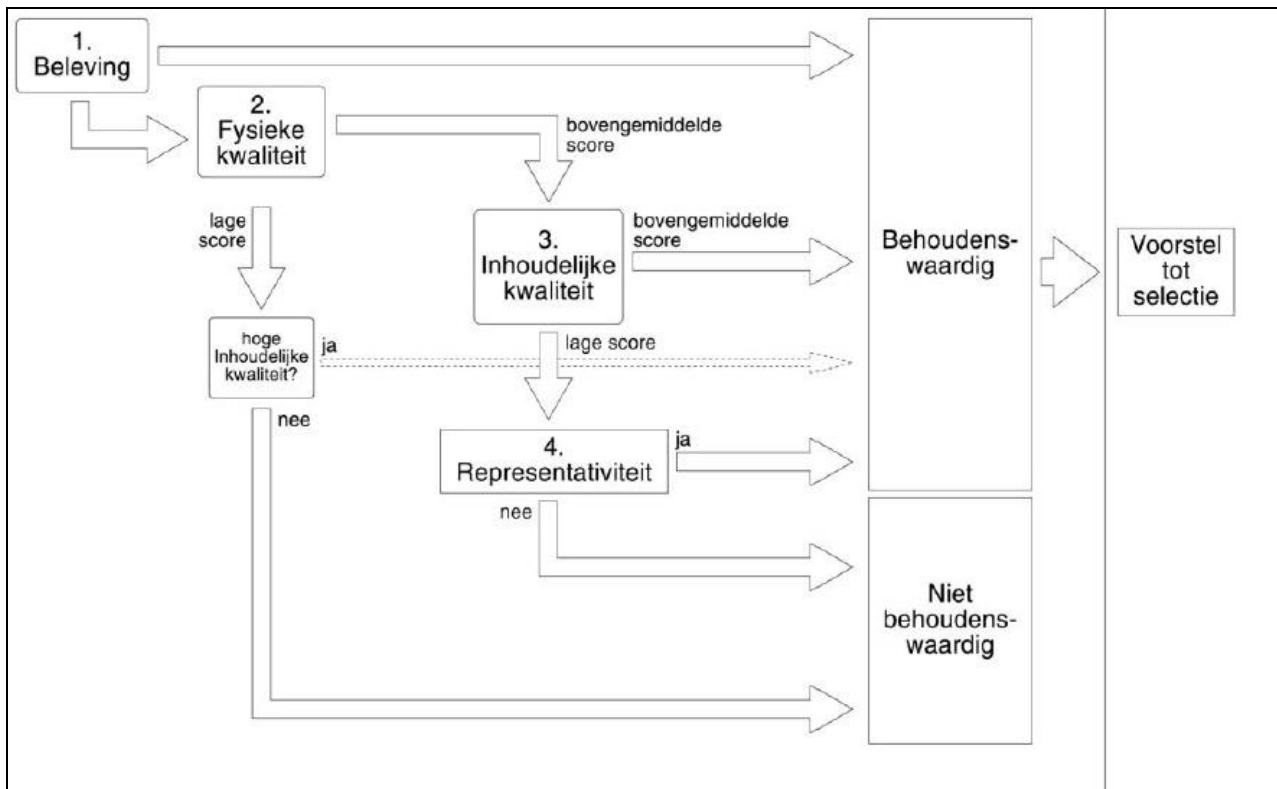 1.
Beleving
2.
Fysieke
kwaliteit
bovengemiddelde
score
lage
score
3.
Inhoudelijke
kwaliteit
bovengemiddelde
score
Behoudens-
waardig
Voorstel
tot
selectie
hoge
Inhoudelijke
kwaliteit?
ja
lage score
nee
4.
Representativiteit
ja
nee
Niet
behoudens-
waardig